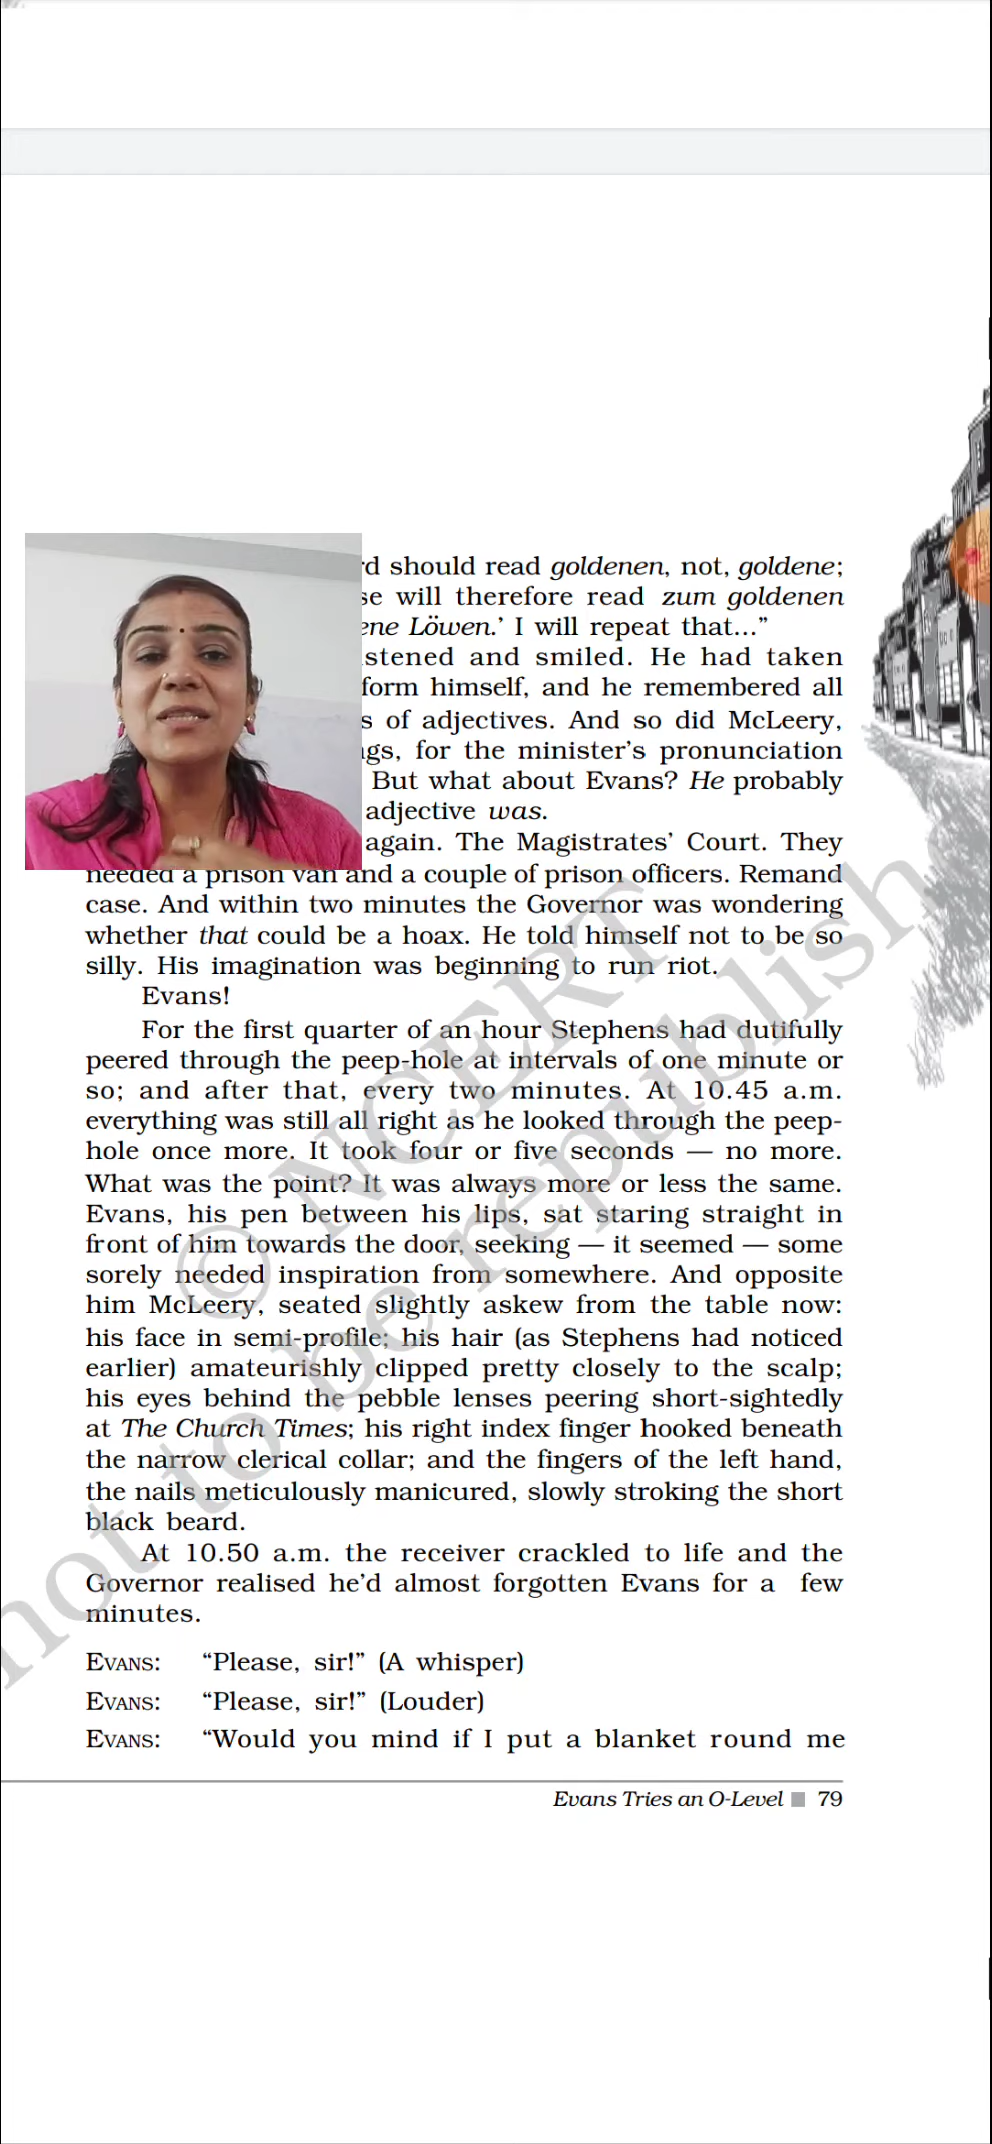 should read goldenen, not, goldene;
will therefore read zum goldenen
Löwen.’ I will repeat that...”
and smiled. He had taken
himself, and he remembered all
of adjectives. And so did McLeery,
for the minister’s pronunciation
But what about Evans? He probably
adjective was.
again. The Magistrates’ Court. They
needed a prison van and a couple of prison officers. Remand
case. And within two minutes the Governor was wondering
whether that could be a hoax. He told himself not to be so
silly. His imagination was beginning to run riot.
Evans!
For the first quarter of an hour Stephens had dutifully
peered through the peep-hole at intervals of one minute or
so; and after that, every two minutes. At 10.45 a.m.
everything was still all right as he looked through the peep-
hole once more. It took four or five seconds — no more.
What was the point? It was always more or less the same.
Evans, his pen between his lips, sat staring straight in
front of him towards the door, seeking — it seemed — some
sorely needed inspiration from somewhere. And opposite
him McLeery, seated slightly askew from the table now:
his face in semi-profile; his hair (as Stephens had noticed
earlier) amateurishly clipped pretty closely to the scalp;
his eyes behind the pebble lenses peering short-sightedly
at The Church Times; his right index finger hooked beneath
the narrow clerical collar; and the fingers of the left hand,
the nails meticulously manicured, slowly stroking the short
black beard.
At 10.50 a.m. the receiver crackled to life and the
Governor realised he’d almost forgotten Evans for a few
minutes.
EVANS: “Please, sir!” (A whisper)
EVANS: “Please, sir!” (Louder)
EVANS: “Would you mind if I put a blanket round me
Evans Tries an O-Level ■ 79
© NCERT
not to be republish